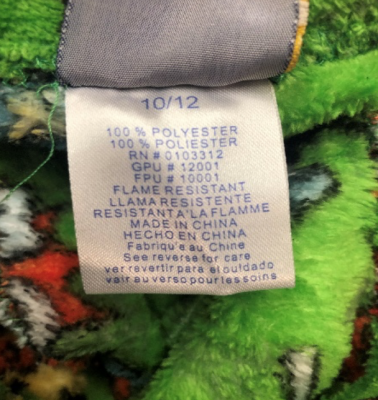 10/12
100 % POLYESTER
100 % POLIESTER
RN # 0103312
GPU # 12001
FPU # 10001
FLAME RESISTANT
LLAMA RESISTENTE
RESISTANT A'LA FLAMME
MADE IN CHINA
HECHO EN CHINA
Fabriqu'e au Chine
See reverse for care
ver revertir para el cuidado
vair au verso pour les soins